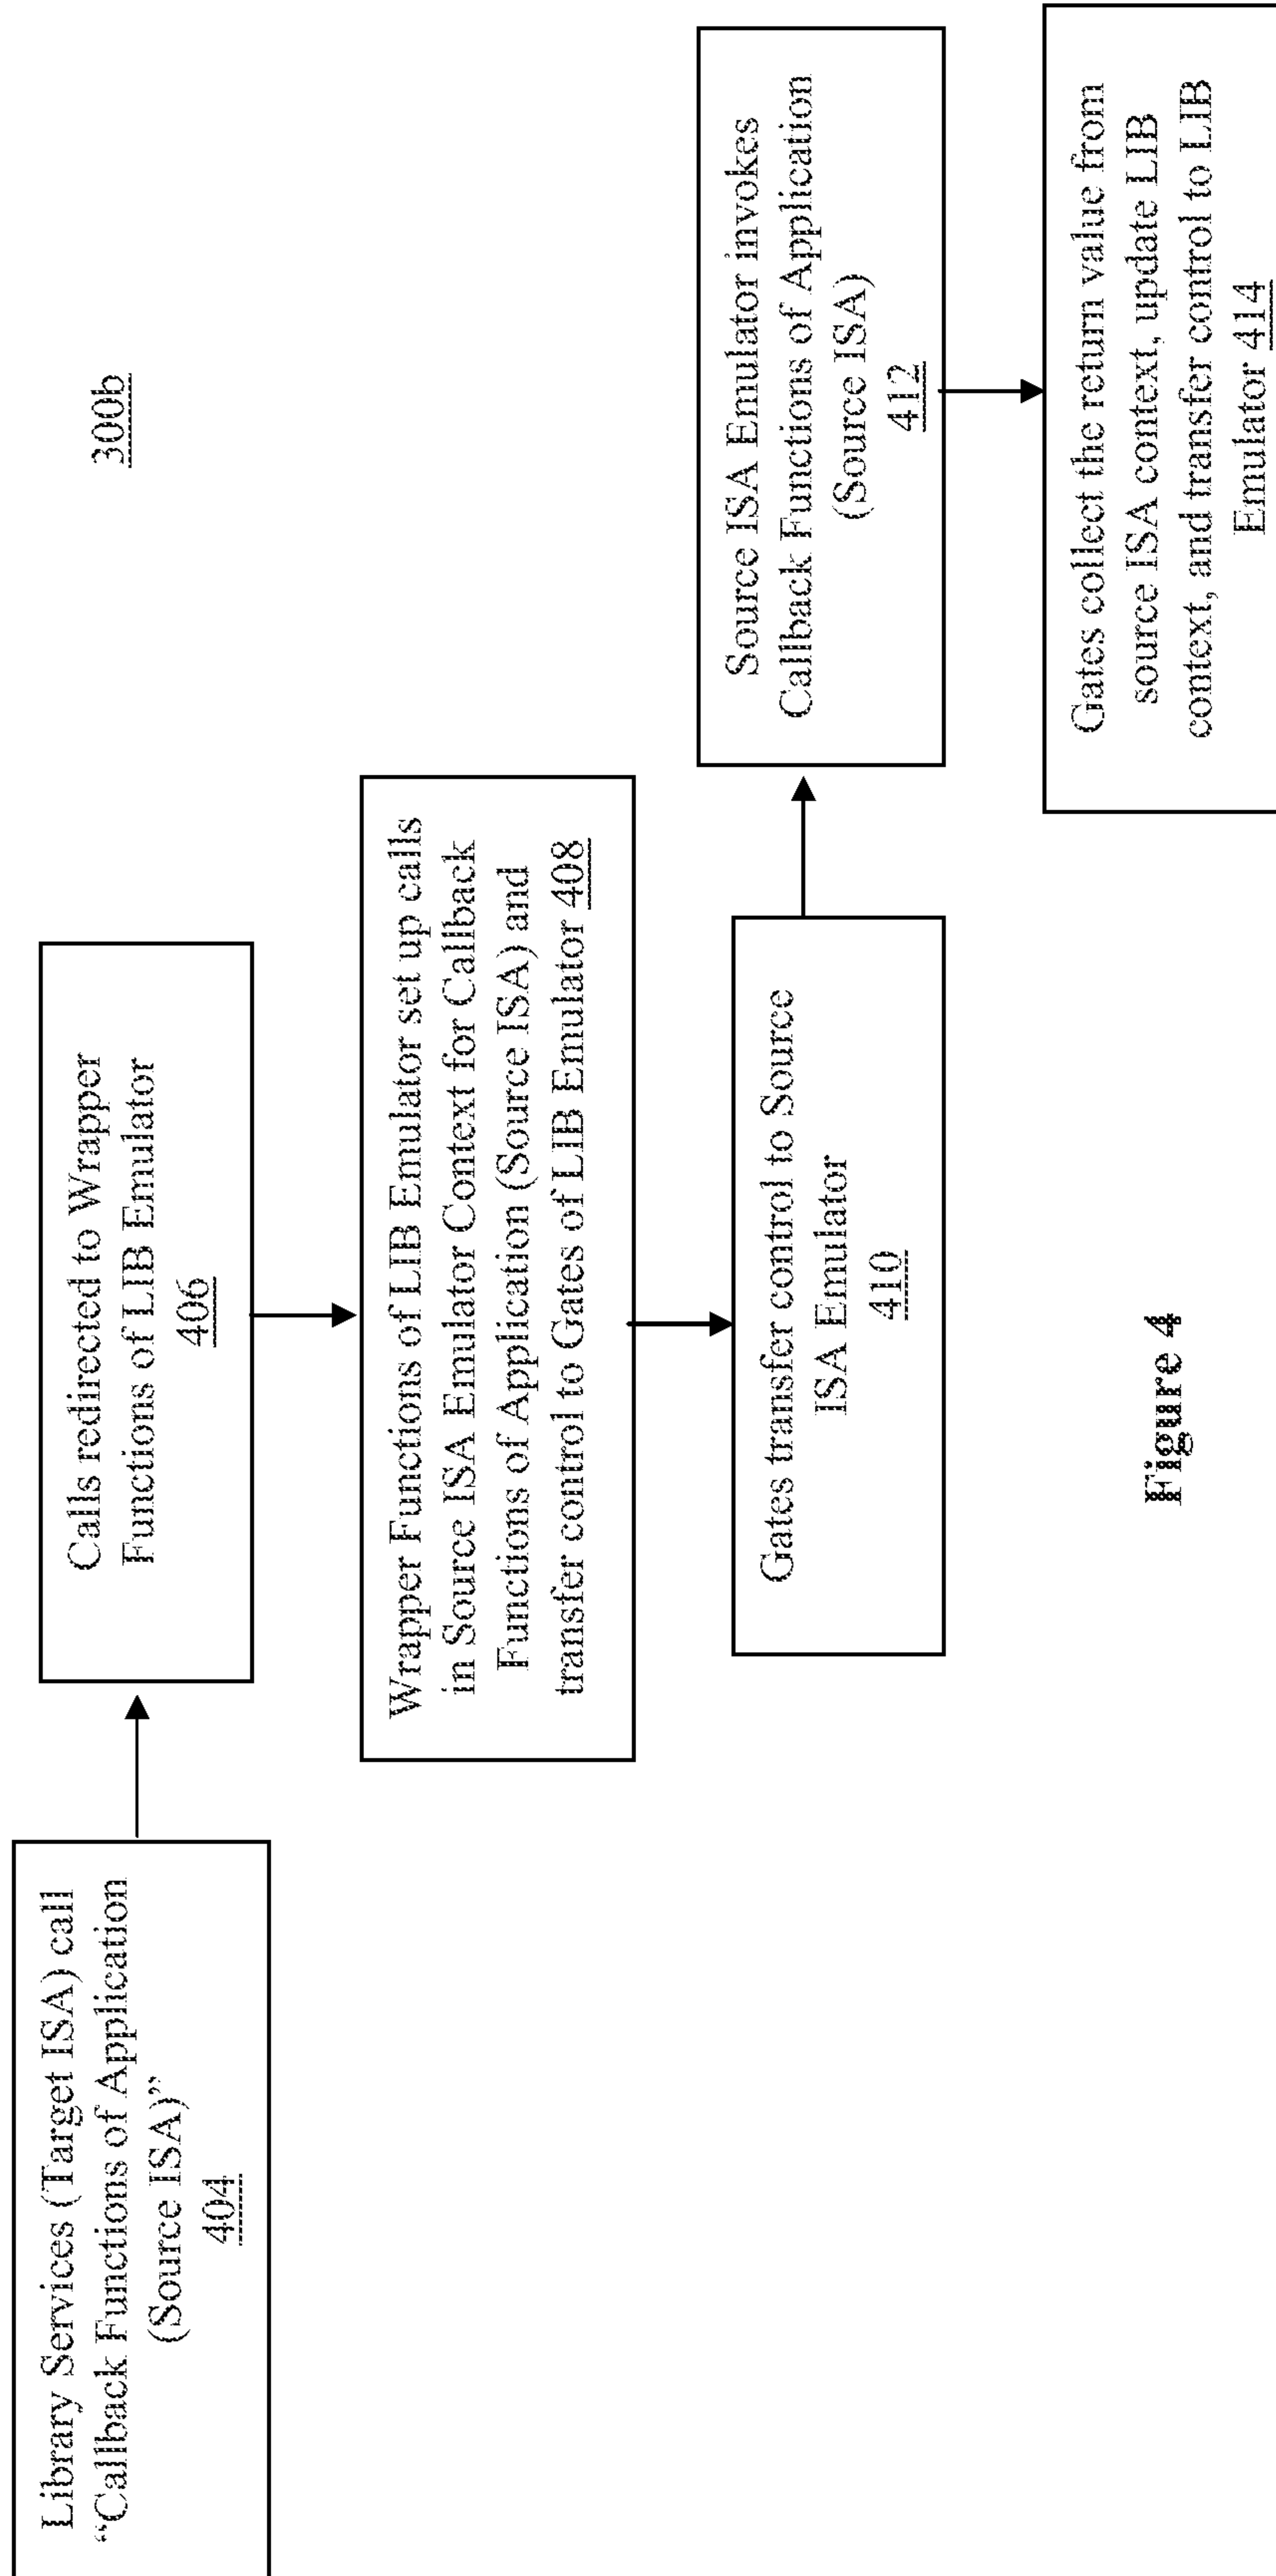 300b
Library Services (Target ISA) call
“Callback Functions of Application
(Source ISA)”
404
Calls redirected to Wrapper
Functions of LIB Emulator
406
Wrapper Functions of LIB Emulator set up calls
in Source ISA Emulator Context for Callback
Functions of Application (Source ISA) and
transfer control to Gates of LIB Emulator 408
Gates transfer control to Source
ISA Emulator
410
Source ISA Emulator invokes
Callback Functions of Application
(Source ISA)
412
Gates collect the return value from
source ISA context, update LIB
context, and transfer control to LIB
Emulator 414
Figure 4